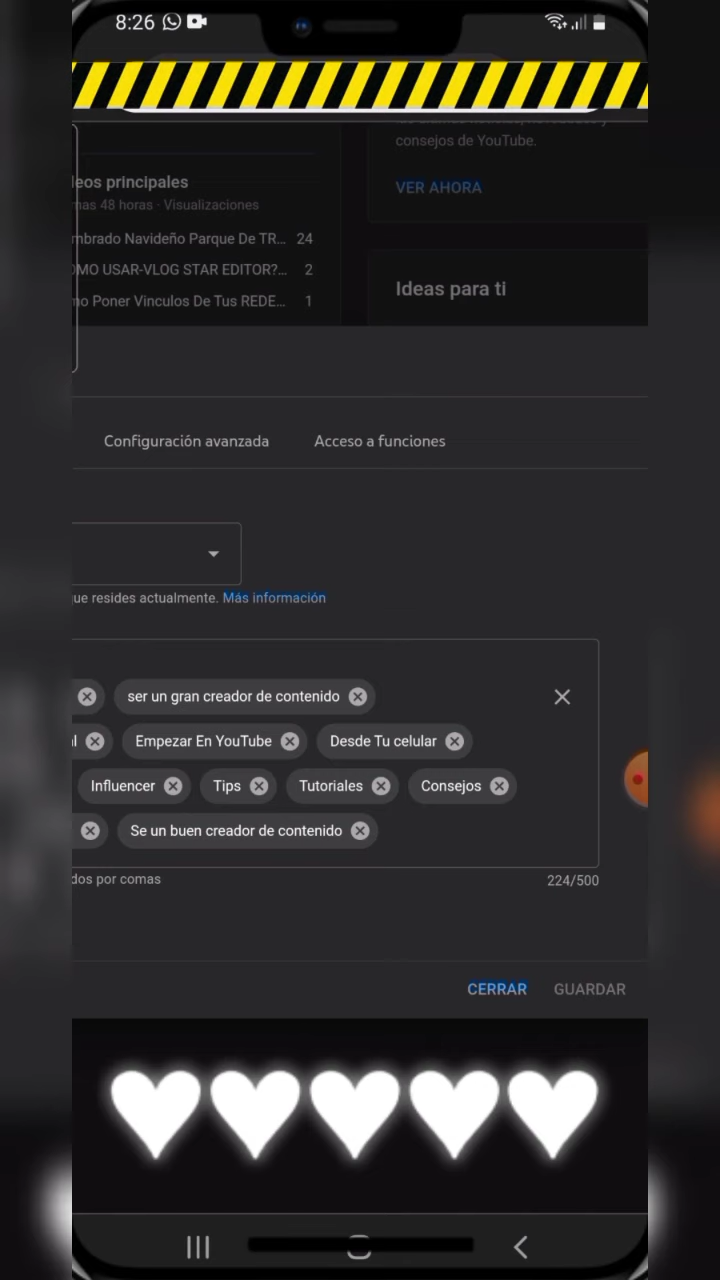 8:26
consejos de YouTube.
VER AHORA
leos principales
mas 48 horas · Visualizaciones
mbrado Navideño Parque De TR... 24
OMO USAR-VLOG STAR EDITOR?... 2
mo Poner Vinculos De Tus REDE... 1
Ideas para ti
Configuración avanzada
Acceso a funciones
que resides actualmente. Más información
ser un gran creador de contenido
Empezar En YouTube
Desde Tu celular
Influencer
Tips
Tutoriales
Consejos
Se un buen creador de contenido
dos por comas
224/500
CERRAR
GUARDAR